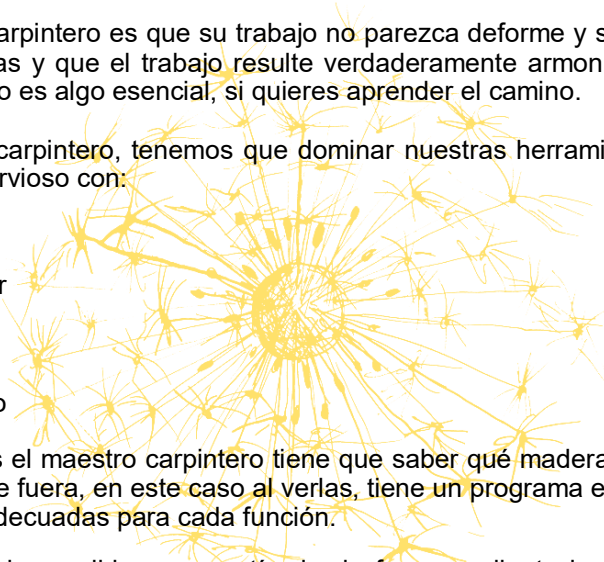 arpintero es que su trabajo no parezca deforme y s
as y que el trabajo resulte verdaderamente armon
o es algo esencial, si quieres aprender el camino.
carpintero, tenemos que dominar nuestras herrami
rvioso con:
r
o
s el maestro carpintero tiene que saber qué madera
e fuera, en este caso al verlas, tiene un programa e
decuadas para cada función.